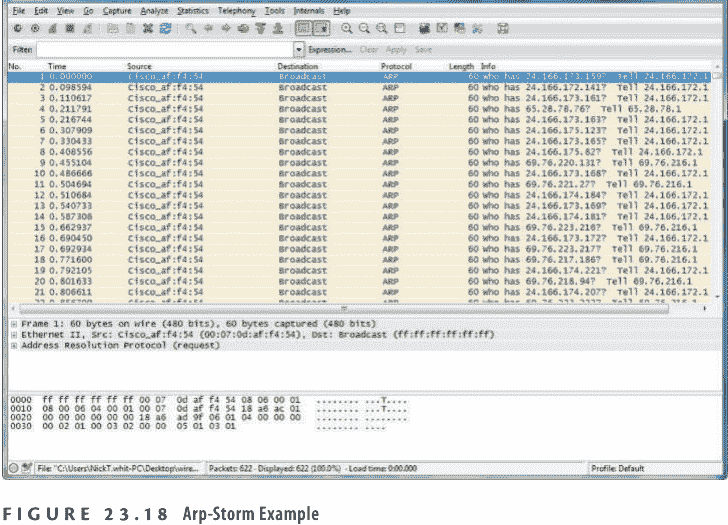 File Edit View Go Capture Analyze Statistics Telephony Tools Internals Help
Filter: Expression... Clear Apply Save
No. Time Source Destination Protocol Length Info
1 0.000000 Cisco_af:f4:54 Broadcast ARP 60 who has 24.166.173.159? Tell 24.166.172.1
2 0.098594 Cisco_af:f4:54 Broadcast ARP 60 who has 24.166.172.141? Tell 24.166.172.1
3 0.110617 Cisco_af:f4:54 Broadcast ARP 60 who has 24.166.173.161? Tell 24.166.172.1
4 0.211791 Cisco_af:f4:54 Broadcast ARP 60 who has 65.28.78.76? Tell 65.28.78.1
5 0.216744 Cisco_af:f4:54 Broadcast ARP 60 who has 24.166.173.163? Tell 24.166.172.1
6 0.307909 Cisco_af:f4:54 Broadcast ARP 60 who has 24.166.175.123? Tell 24.166.172.1
7 0.330433 Cisco_af:f4:54 Broadcast ARP 60 who has 24.166.173.165? Tell 24.166.172.1
8 0.408556 Cisco_af:f4:54 Broadcast ARP 60 who has 24.166.175.82? Tell 24.166.172.1
9 0.455104 Cisco_af:f4:54 Broadcast ARP 60 who has 69.76.220.131? Tell 69.76.216.1
10 0.486666 Cisco_af:f4:54 Broadcast ARP 60 who has 24.166.173.168? Tell 24.166.172.1
11 0.504694 Cisco_af:f4:54 Broadcast ARP 60 who has 69.76.221.27? Tell 69.76.216.1
12 0.510684 Cisco_af:f4:54 Broadcast ARP 60 who has 24.166.174.184? Tell 24.166.172.1
13 0.540733 Cisco_af:f4:54 Broadcast ARP 60 who has 24.166.173.169? Tell 24.166.172.1
14 0.587308 Cisco_af:f4:54 Broadcast ARP 60 who has 24.166.174.181? Tell 24.166.172.1
15 0.662937 Cisco_af:f4:54 Broadcast ARP 60 who has 69.76.223.216? Tell 69.76.216.1
16 0.690450 Cisco_af:f4:54 Broadcast ARP 60 who has 24.166.173.172? Tell 24.166.172.1
17 0.692934 Cisco_af:f4:54 Broadcast ARP 60 who has 69.76.223.217? Tell 69.76.216.1
18 0.771600 Cisco_af:f4:54 Broadcast ARP 60 who has 69.76.217.186? Tell 69.76.216.1
19 0.792105 Cisco_af:f4:54 Broadcast ARP 60 who has 24.166.174.221? Tell 24.166.172.1
20 0.801633 Cisco_af:f4:54 Broadcast ARP 60 who has 69.76.218.94? Tell 69.76.216.1
21 0.806611 Cisco_af:f4:54 Broadcast ARP 60 who has 24.166.174.207? Tell 24.166.172.1
Frame 1: 60 bytes on wire (480 bits), 60 bytes captured (480 bits)
Ethernet II, Src: Cisco_af:f4:54 (00:07:0d:af:f4:54), Dst: Broadcast (ff:ff:ff:ff:ff:ff)
Address Resolution Protocol (request)
0000 ff ff ff ff ff ff 00 07 0d af f4 54 08 06 00 01 ........ ...T....
0010 08 00 06 04 00 01 00 07 0d af f4 54 18 a6 ac 01 ........ ...T....
0020 00 00 00 00 00 00 18 a6 ad 9f 06 01 04 00 00 00 ........ ........
0030 00 02 01 00 03 02 00 00 05 01 03 01 ........ ....
File: "C:\Users\NickT.whit-PC\Desktop\wire... Packets: 622 - Displayed: 622 (100.0%) - Load time: 0:00.000 Profile: Default
FIGURE 23.18 Arp-Storm Example